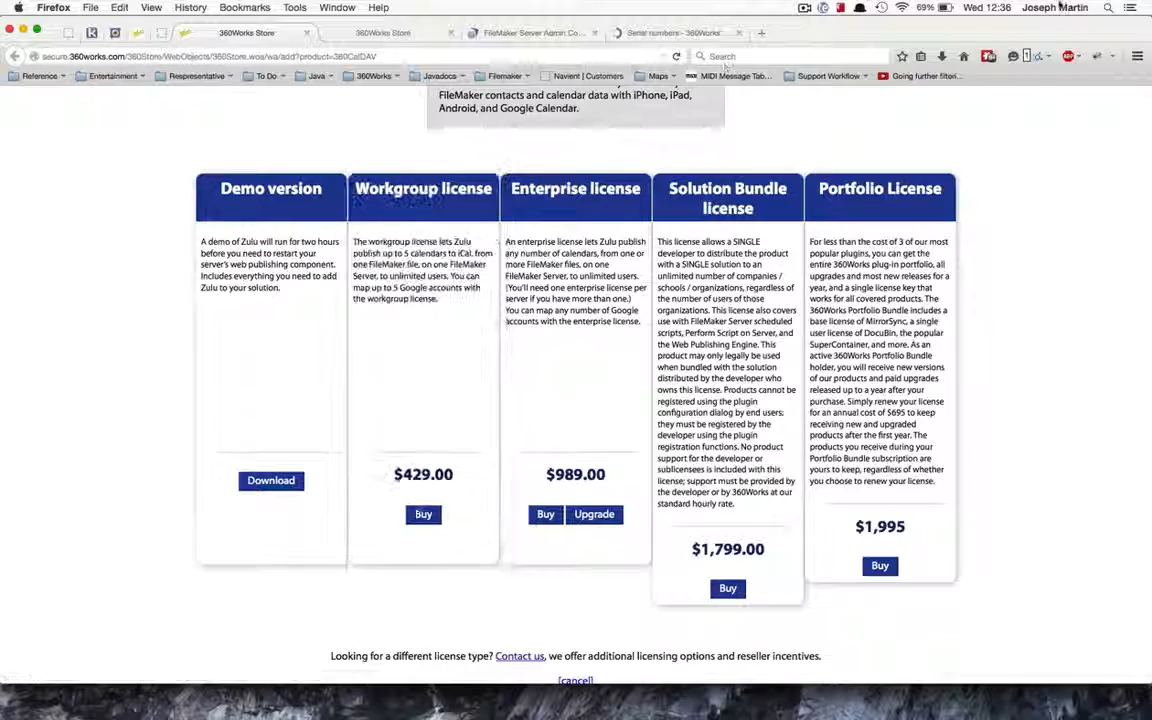 Firefox File Edit View History Bookmarks Tools Window Help 69% Wed 12:36 Joseph Martin
360Works Store 360Works Store FileMaker Server Admin Co... Serial numbers - 360Works...
secure.360works.com/360Store/WebObjects/360Store.woa/wa/add?product=360CalDAV Search
Reference Entertainment Respresentative To Do Java 360Works Javadocs Filemaker Navient | Customers Maps MIDI Message Tab... Support Workflow Going further filteri...
FileMaker contacts and calendar data with iPhone, iPad,
Android, and Google Calendar.
Demo version
A demo of Zulu will run for two hours
before you need to restart your
server's web publishing component.
Includes everything you need to add
Zulu to your solution.
Download
Workgroup license
The workgroup license lets Zulu
publish up to 5 calendars to iCal, from
one FileMaker file, on one FileMaker
Server, to unlimited users. You can
map up to 5 Google accounts with
the workgroup license.
$429.00
Buy
Enterprise license
An enterprise license lets Zulu publish
any number of calendars, from one or
more FileMaker files, on one
FileMaker Server, to unlimited users.
(You'll need one enterprise license per
server if you have more than one.)
You can map any number of Google
accounts with the enterprise license.
$989.00
Buy Upgrade
Solution Bundle
license
This license allows a SINGLE
developer to distribute the product
with a SINGLE solution to an
unlimited number of companies /
schools / organizations, regardless of
the number of users of those
organizations. This license also covers
use with FileMaker Server scheduled
scripts, Perform Script on Server, and
the Web Publishing Engine. This
product may only legally be used
when bundled with the solution
distributed by the developer who
owns this license. Products cannot be
registered using the plugin
configuration dialog by end users;
they must be registered by the
developer using the plugin
registration functions. No product
support for the developer or
sublicensees is included with this
license; support must be provided by
the developer or by 360Works at our
standard hourly rate.
$1,799.00
Buy
Portfolio License
For less than the cost of 3 of our most
popular plugins, you can get the
entire 360Works plug-in portfolio, all
upgrades and most new releases for a
year, and a single license key that
works for all covered products. The
360Works Portfolio Bundle includes a
base license of MirrorSync, a single
user license of DocuBin, the popular
SuperContainer, and more. As an
active 360Works Portfolio Bundle
holder, you will receive new versions
of our products and paid upgrades
released up to a year after your
purchase. Simply renew your license
for an annual cost of $695 to keep
receiving new and upgraded
products after the first year. The
products you receive during your
Portfolio Bundle subscription are
yours to keep, regardless of whether
you choose to renew your license.
$1,995
Buy
Looking for a different license type? Contact us, we offer additional licensing options and reseller incentives.
[cancel]